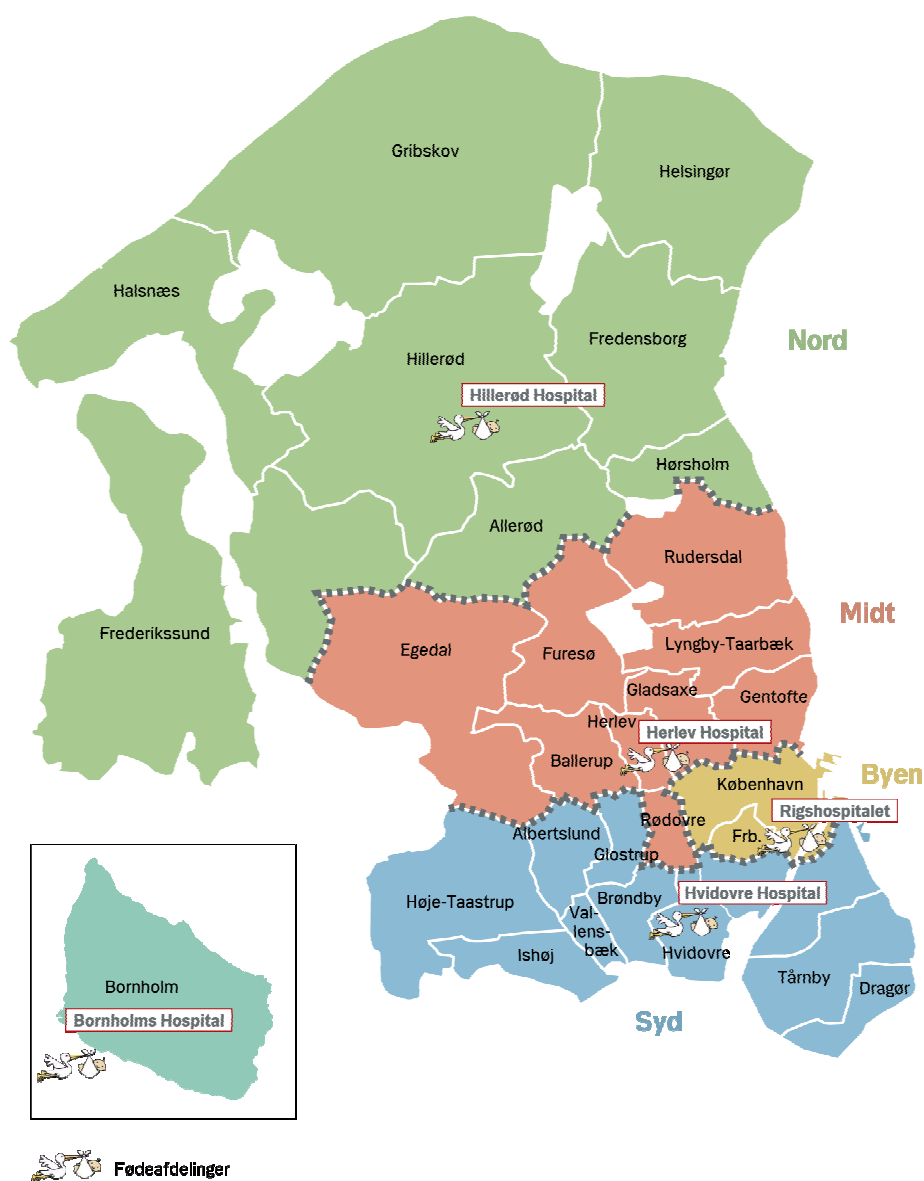 Gribskov
Helsingør
Halsnæs
Fredensborg
Nord
Hillerød
Hillerød Hospital
Hørsholm
Allerød
Rudersdal
Midt
Frederikssund
Egedal
Furesø
Lyngby-Taarbæk
Gladsaxe
Gentofte
Herlev
Herlev Hospital
Ballerup
København
Byen
Rigshospitalet
Rødovre
Frb.
Albertslund
Glostrup
Hvidovre Hospital
Høje-Taastrup
Brøndby
Val-
lens-
bæk
Ishøj
Hvidovre
Tårnby
Dragør
Syd
Bornholm
Bornholms Hospital
Fødeafdelinger